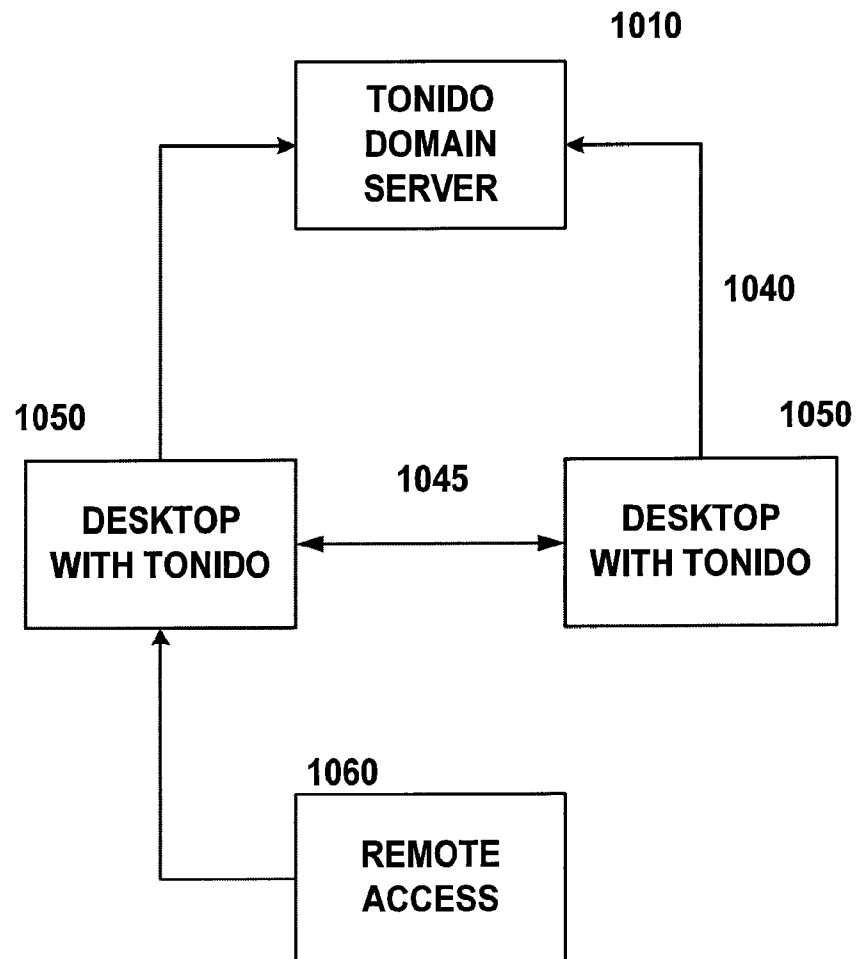 1010
TONIDO
DOMAIN
SERVER
1040
1050
1050
1045
DESKTOP
WITH TONIDO
DESKTOP
WITH TONIDO
1060
REMOTE
ACCESS